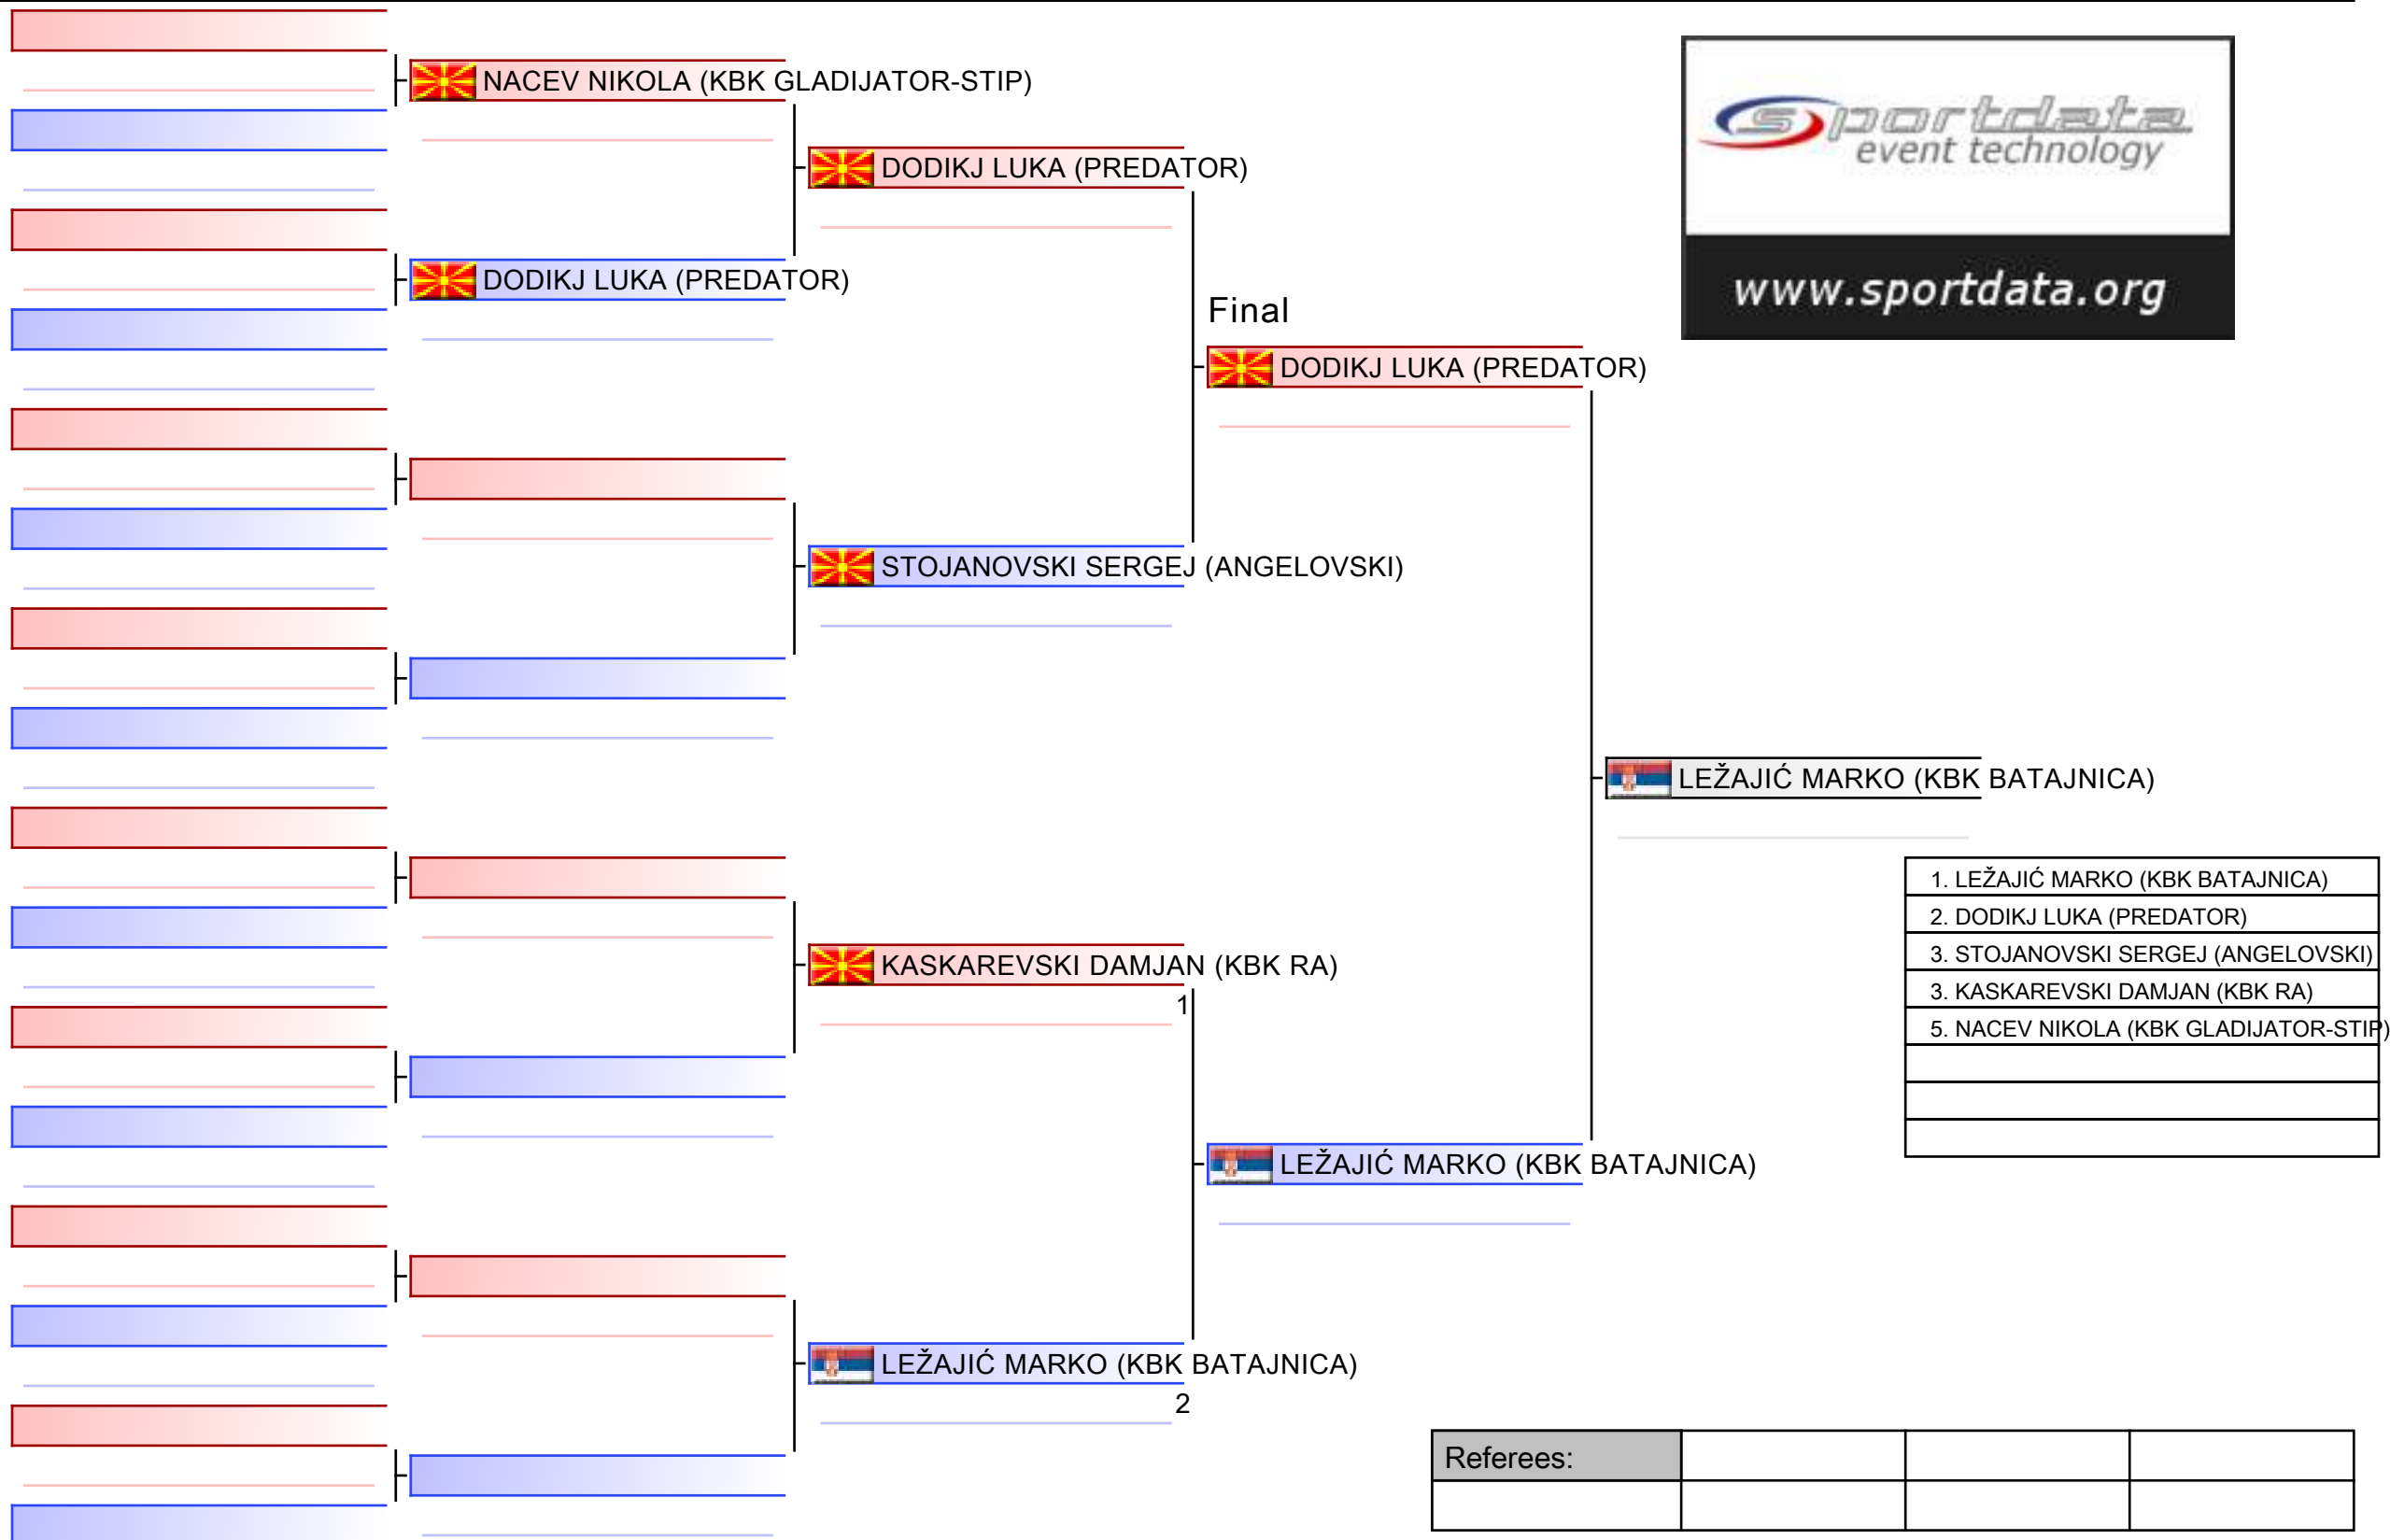 NACEV NIKOLA (KBK GLADIJATOR-STIP)
DODIKJ LUKA (PREDATOR)
DODIKJ LUKA (PREDATOR)
STOJANOVSKI SERGEJ (ANGELOVSKI)
KASKAREVSKI DAMJAN (KBK RA)
1
LEŽAJIĆ MARKO (KBK BATAJNICA)
2
Final
DODIKJ LUKA (PREDATOR)
LEŽAJIĆ MARKO (KBK BATAJNICA)
LEŽAJIĆ MARKO (KBK BATAJNICA)
sportdata
event technology
www.sportdata.org
1. LEŽAJIĆ MARKO (KBK BATAJNICA)
2. DODIKJ LUKA (PREDATOR)
3. STOJANOVSKI SERGEJ (ANGELOVSKI)
3. KASKAREVSKI DAMJAN (KBK RA)
5. NACEV NIKOLA (KBK GLADIJATOR-STIP)
Referees: